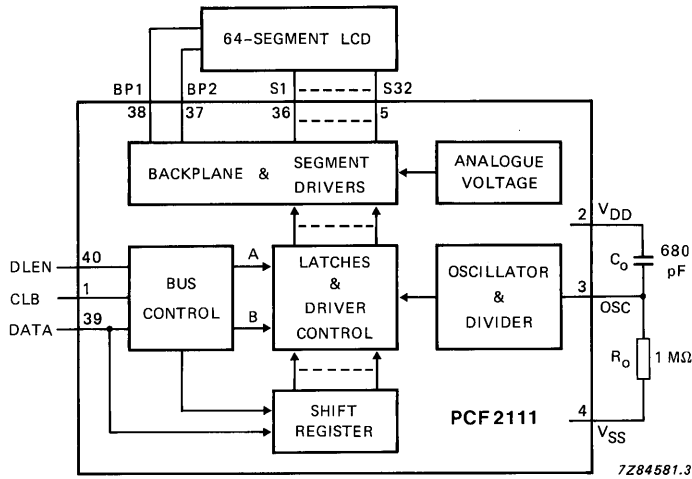 64-SEGMENT LCD
BP1
BP2
S1
S32
38
37
36
5
BACKPLANE & SEGMENT DRIVERS
ANALOGUE
VOLTAGE
2
VDD
Co
680
pF
DLEN
40
CLB
1
DATA
39
BUS
CONTROL
A
B
LATCHES
&
DRIVER
CONTROL
OSCILLATOR
&
DIVIDER
3
OSC
Ro
1 MΩ
SHIFT
REGISTER
PCF2111
4
VSS
7Z84581.3